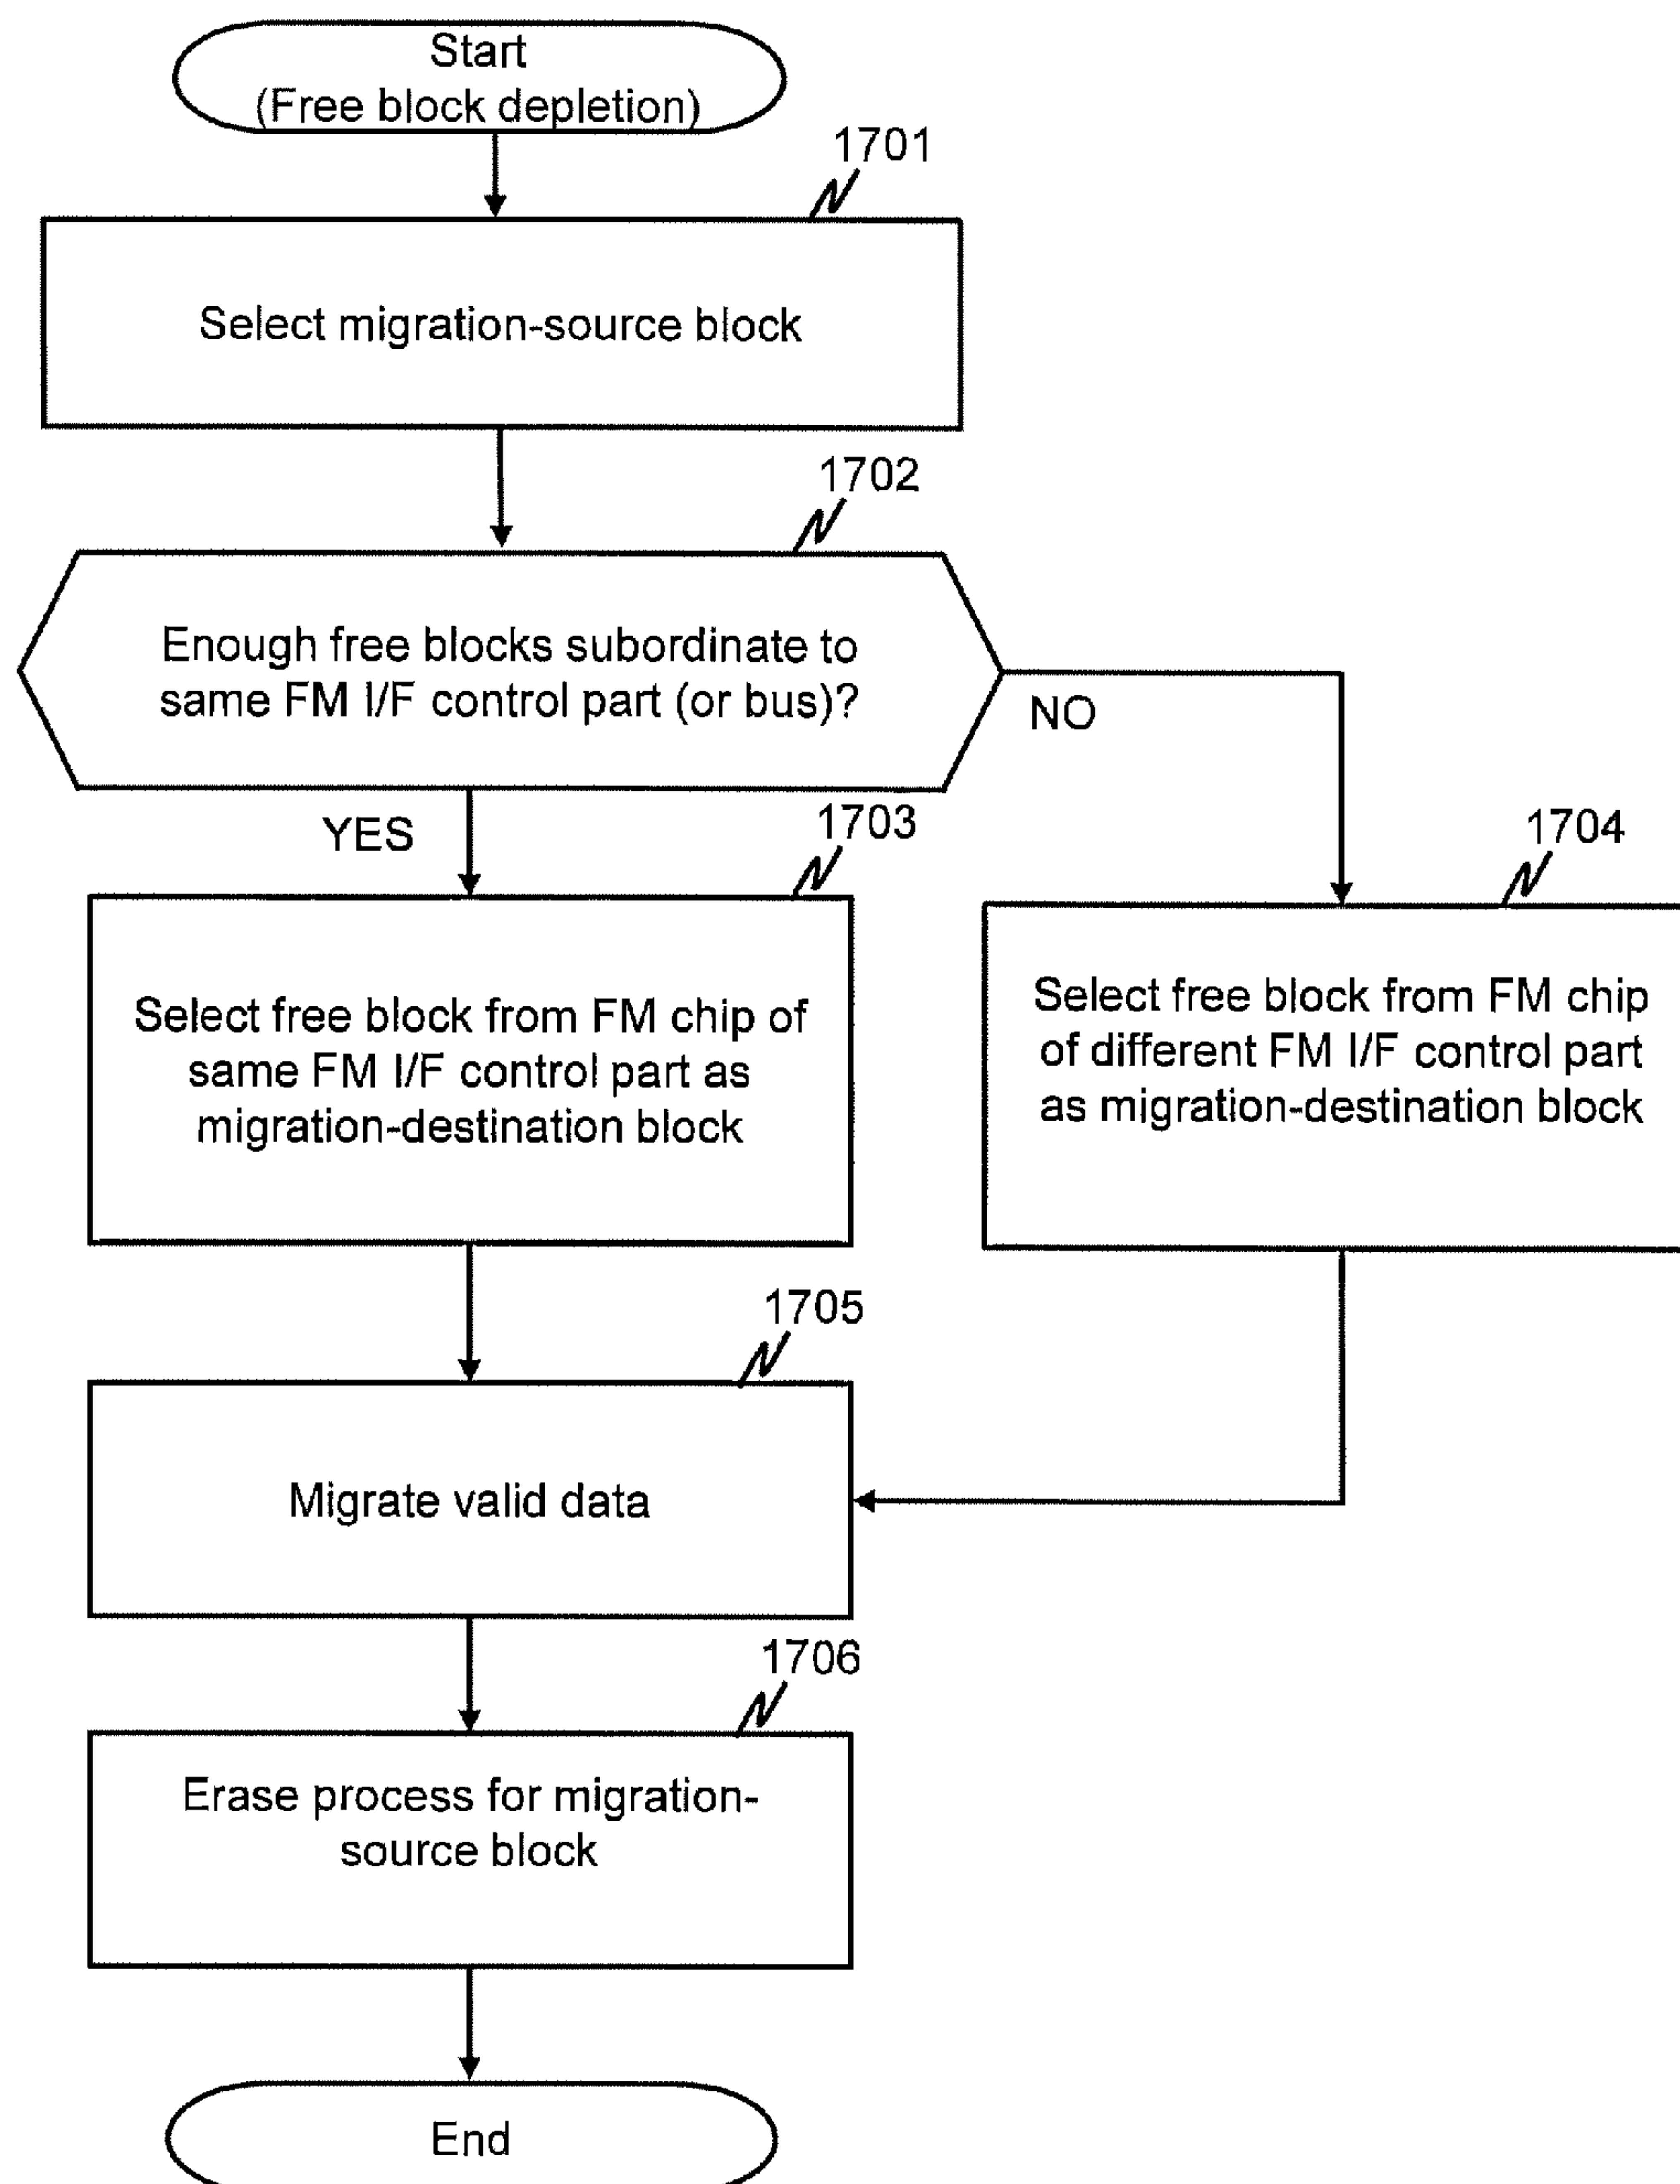 Start
(Free block depletion)
1701
Select migration-source block
1702
Enough free blocks subordinate to
same FM I/F control part (or bus)?
NO
YES
1703
1704
Select free block from FM chip of
same FM I/F control part as
migration-destination block
Select free block from FM chip
of different FM I/F control part
as migration-destination block
1705
Migrate valid data
1706
Erase process for migration-
source block
End